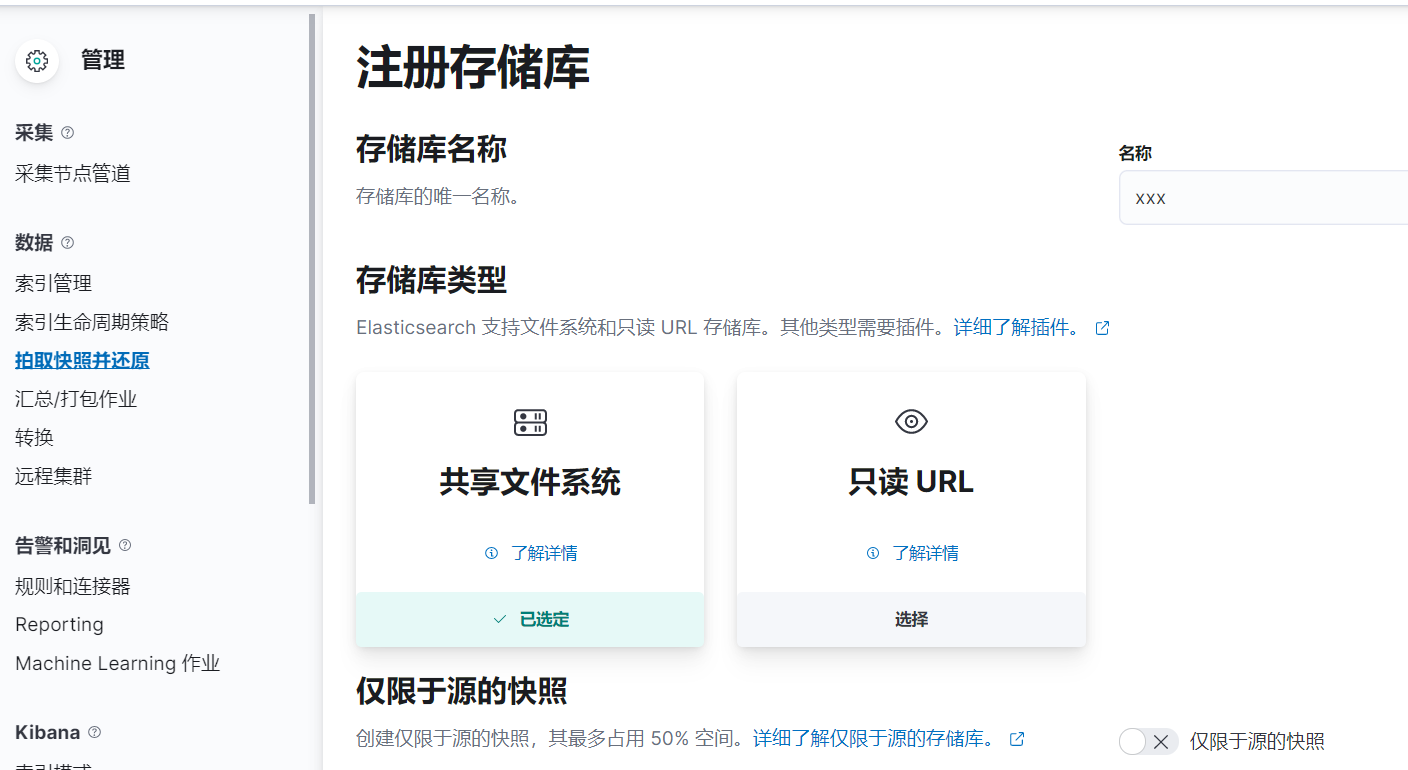 管理
采集
采集节点管道
数据
索引管理
索引生命周期策略
拍取快照并还原
汇总/打包作业
转换
远程集群
告警和洞见
规则和连接器
Reporting
Machine Learning 作业
Kibana
索引模式
注册存储库
存储库名称
存储库的唯一名称。
名称
xxx
存储库类型
Elasticsearch 支持文件系统和只读 URL 存储库。其他类型需要插件。详细了解插件。
共享文件系统
了解详情
已选定
只读 URL
了解详情
选择
仅限于源的快照
创建仅限于源的快照，其最多占用 50% 空间。详细了解仅限于源的存储库。
仅限于源的快照